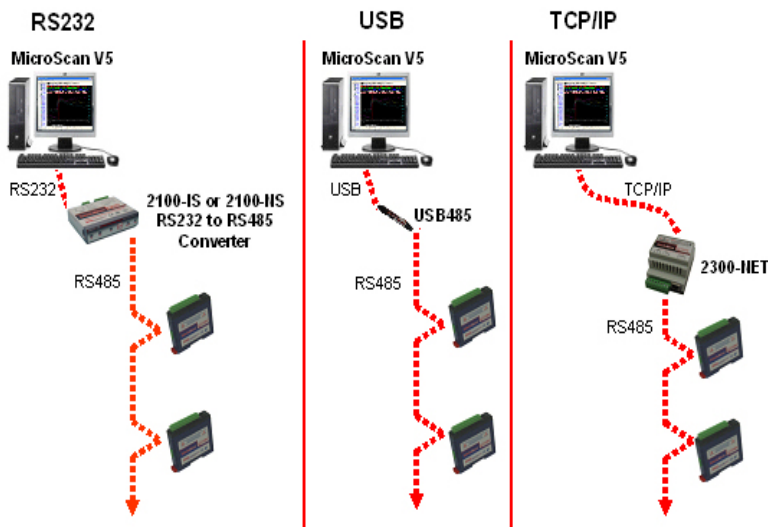 RS232
MicroScan V5
RS232
2100-IS or 2100-NS
RS232 to RS485
Converter
RS485
USB
MicroScan V5
USB
USB485
RS485
TCP/IP
MicroScan V5
TCP/IP
2300-NET
RS485